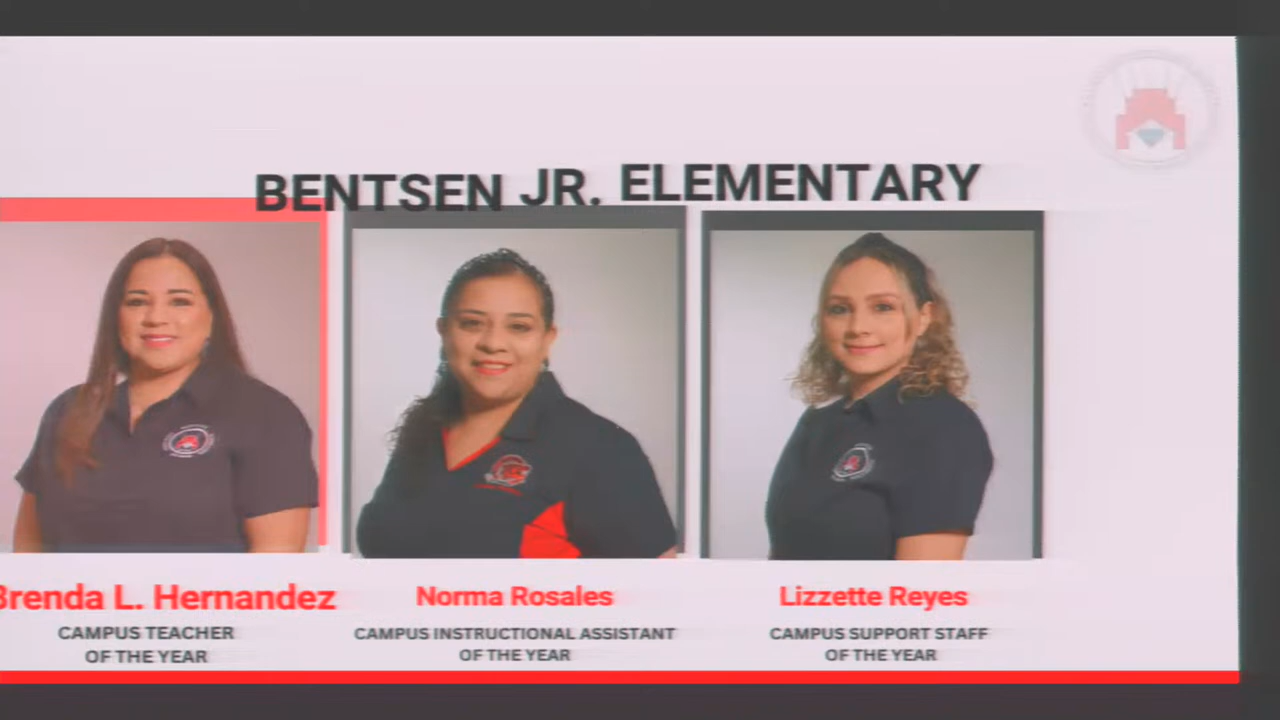 BENTSEN JR. ELEMENTARY
Brenda L. Hernandez
CAMPUS TEACHER
OF THE YEAR
Norma Rosales
CAMPUS INSTRUCTIONAL ASSISTANT
OF THE YEAR
Lizzette Reyes
CAMPUS SUPPORT STAFF
OF THE YEAR